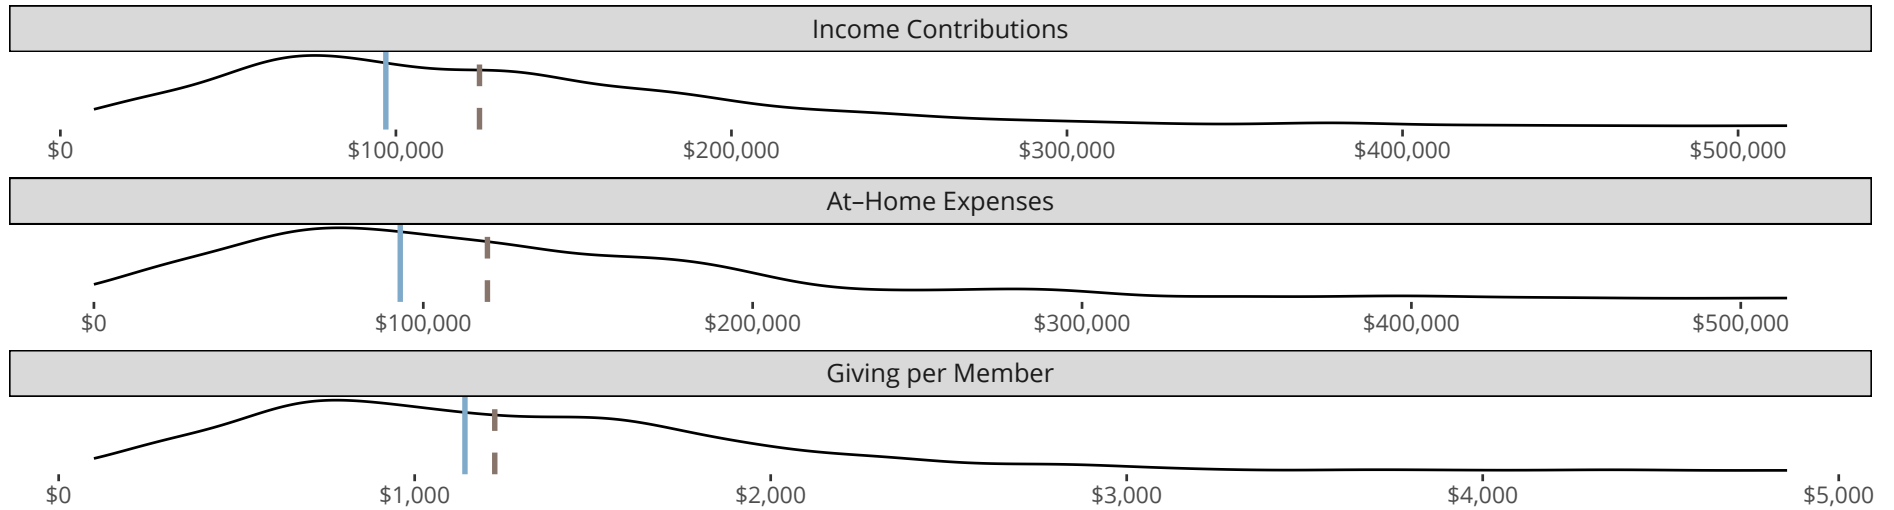 Income Contributions
$0 $100,000 $200,000 $300,000 $400,000 $500,000
At–Home Expenses
$0 $100,000 $200,000 $300,000 $400,000 $500,000
Giving per Member
$0 $1,000 $2,000 $3,000 $4,000 $5,000